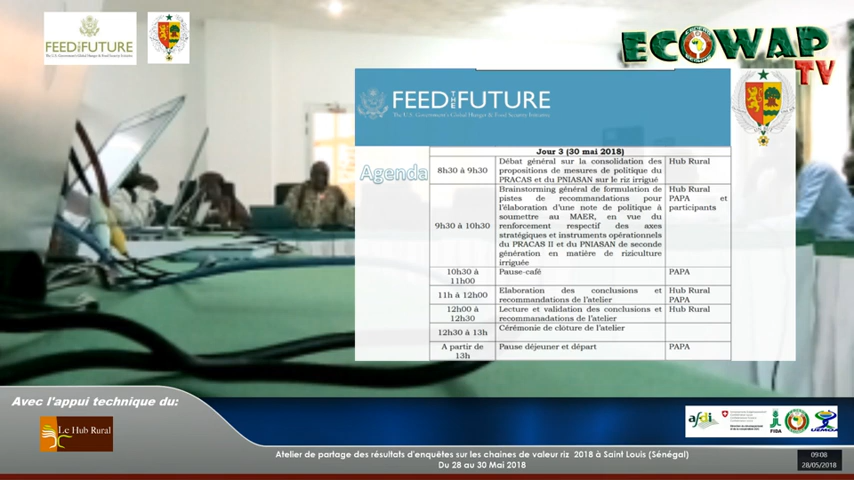 FEED THE FUTURE
The U.S. Government's Global Hunger & Food Security Initiative
ECOWAP
TV
FEED THE FUTURE
The U.S. Government's Global Hunger & Food Security Initiative
Agenda
Jour 3 (30 mai 2018)
8h30 à 9h30
Débat général sur la consolidation des
propositions de mesures de politique du
PRACAS et du PNIASAN sur le riz irrigué
Hub Rural
9h30 à 10h30
Brainstorming général de formulation de
pistes de recommandations pour
l'élaboration d'une note de politique à
soumettre au MAER, en vue du
renforcement respectif des axes
stratégiques et instruments opérationnels
du PRACAS II et du PNIASAN de seconde
génération en matière de riziculture
irriguée
Hub Rural
PAPA et
participants
10h30 à
11h00
Pause-café
PAPA
11h à 12h00
Elaboration des conclusions et
recommandations de l'atelier
Hub Rural
PAPA
12h00 à
12h30
Lecture et validation des conclusions et
recommanadations de l'atelier
Hub Rural
12h30 à 13h
Cérémonie de clôture de l'atelier
A partir de
13h
Pause déjeuner et départ
PAPA
Avec l'appui technique du:
Le Hub Rural
afdi
FIDA
UEMOA
Atelier de partage des résultats d'enquêtes sur les chaines de valeur riz 2018 à Saint Louis (Sénégal)
Du 28 au 30 Mai 2018
09:08
28/05/2018